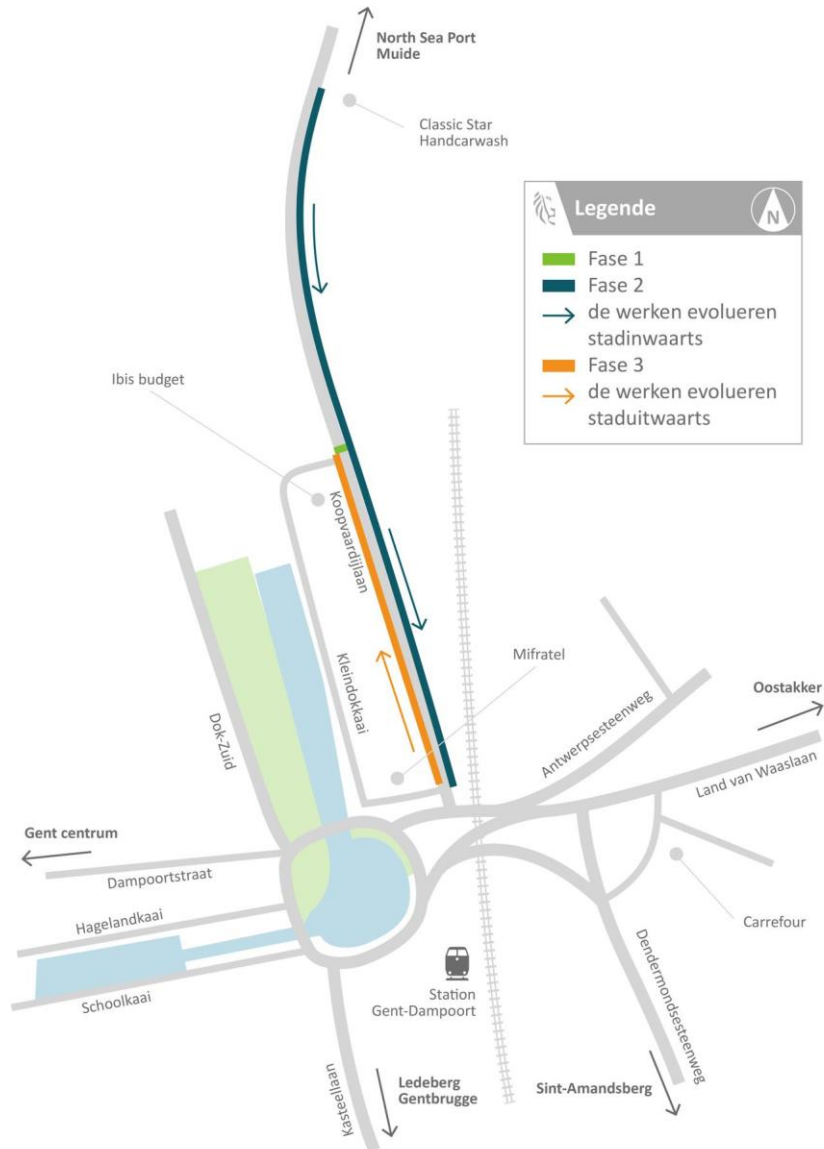 North Sea Port
Muide
Classic Star
Handcarwash
Legende
N
Fase 1
Fase 2
de werken evolueren
stadinwaarts
Fase 3
de werken evolueren
staduitwaarts
Ibis budget
Koopvaardijlaan
Kleindokkaai
Mifratel
Dok-Zuid
Antwerpsesteenweg
Oostakker
Land van Waaslaan
Gent centrum
Dampoortstraat
Hagelandkaai
Schoolkaai
Carrefour
Station
Gent-Dampoort
Dendermondsesteenweg
Kasteellaan
Ledeberg
Gentbrugge
Sint-Amandsberg